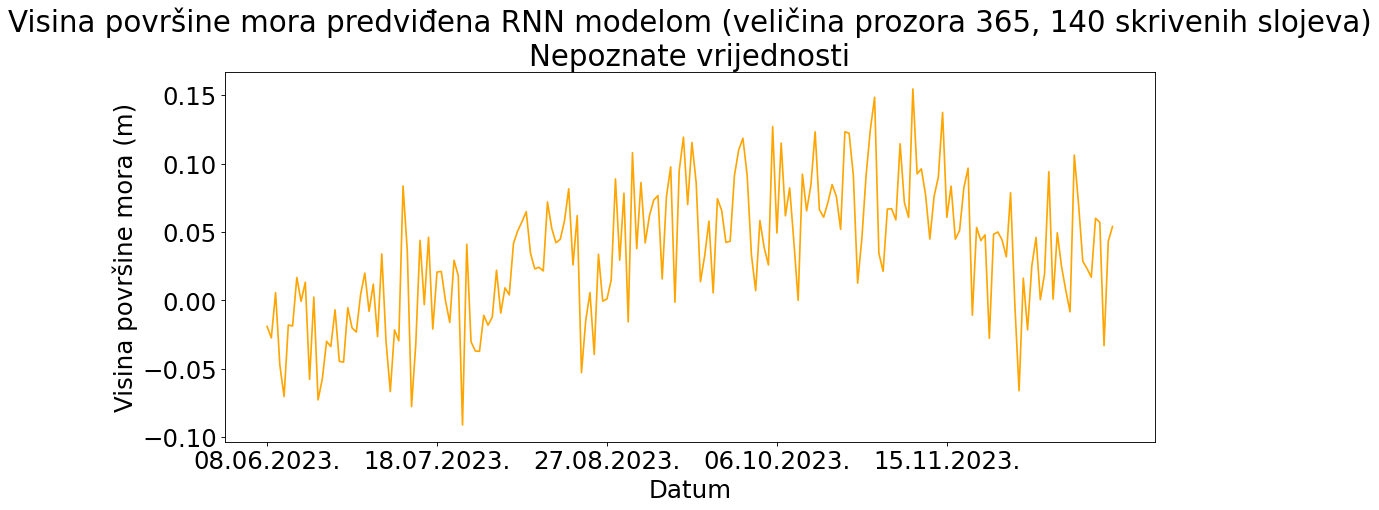 Visina površine mora predviđena RNN modelom (veličina prozora 365, 140 skrivenih slojeva)
Nepoznate vrijednosti
Visina površine mora (m)
0.15
0.10
0.05
0.00
−0.05
−0.10
08.06.2023. 18.07.2023. 27.08.2023. 06.10.2023. 15.11.2023.
Datum